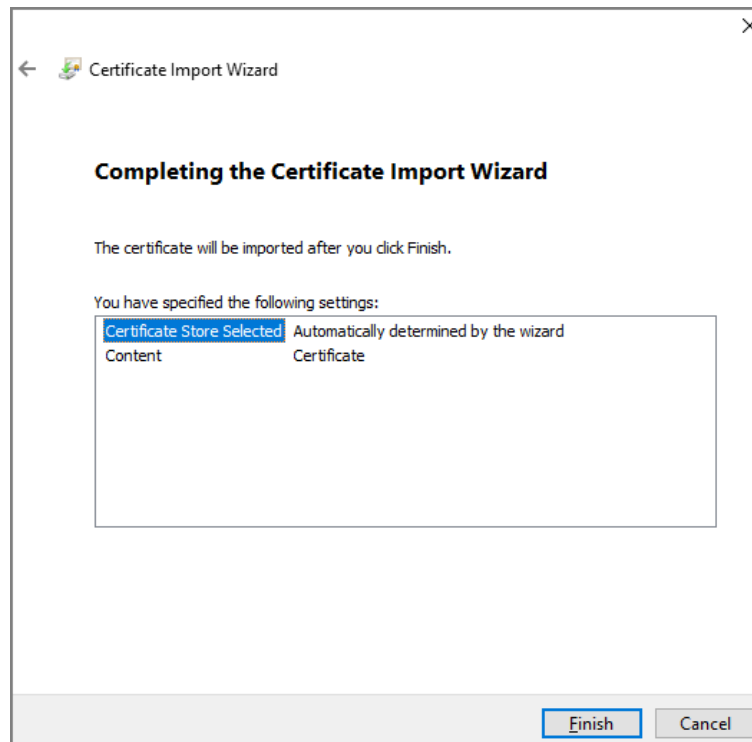 Certificate Import Wizard
Completing the Certificate Import Wizard
The certificate will be imported after you click Finish.
You have specified the following settings:
Certificate Store Selected Automatically determined by the wizard
Content Certificate
Finish Cancel